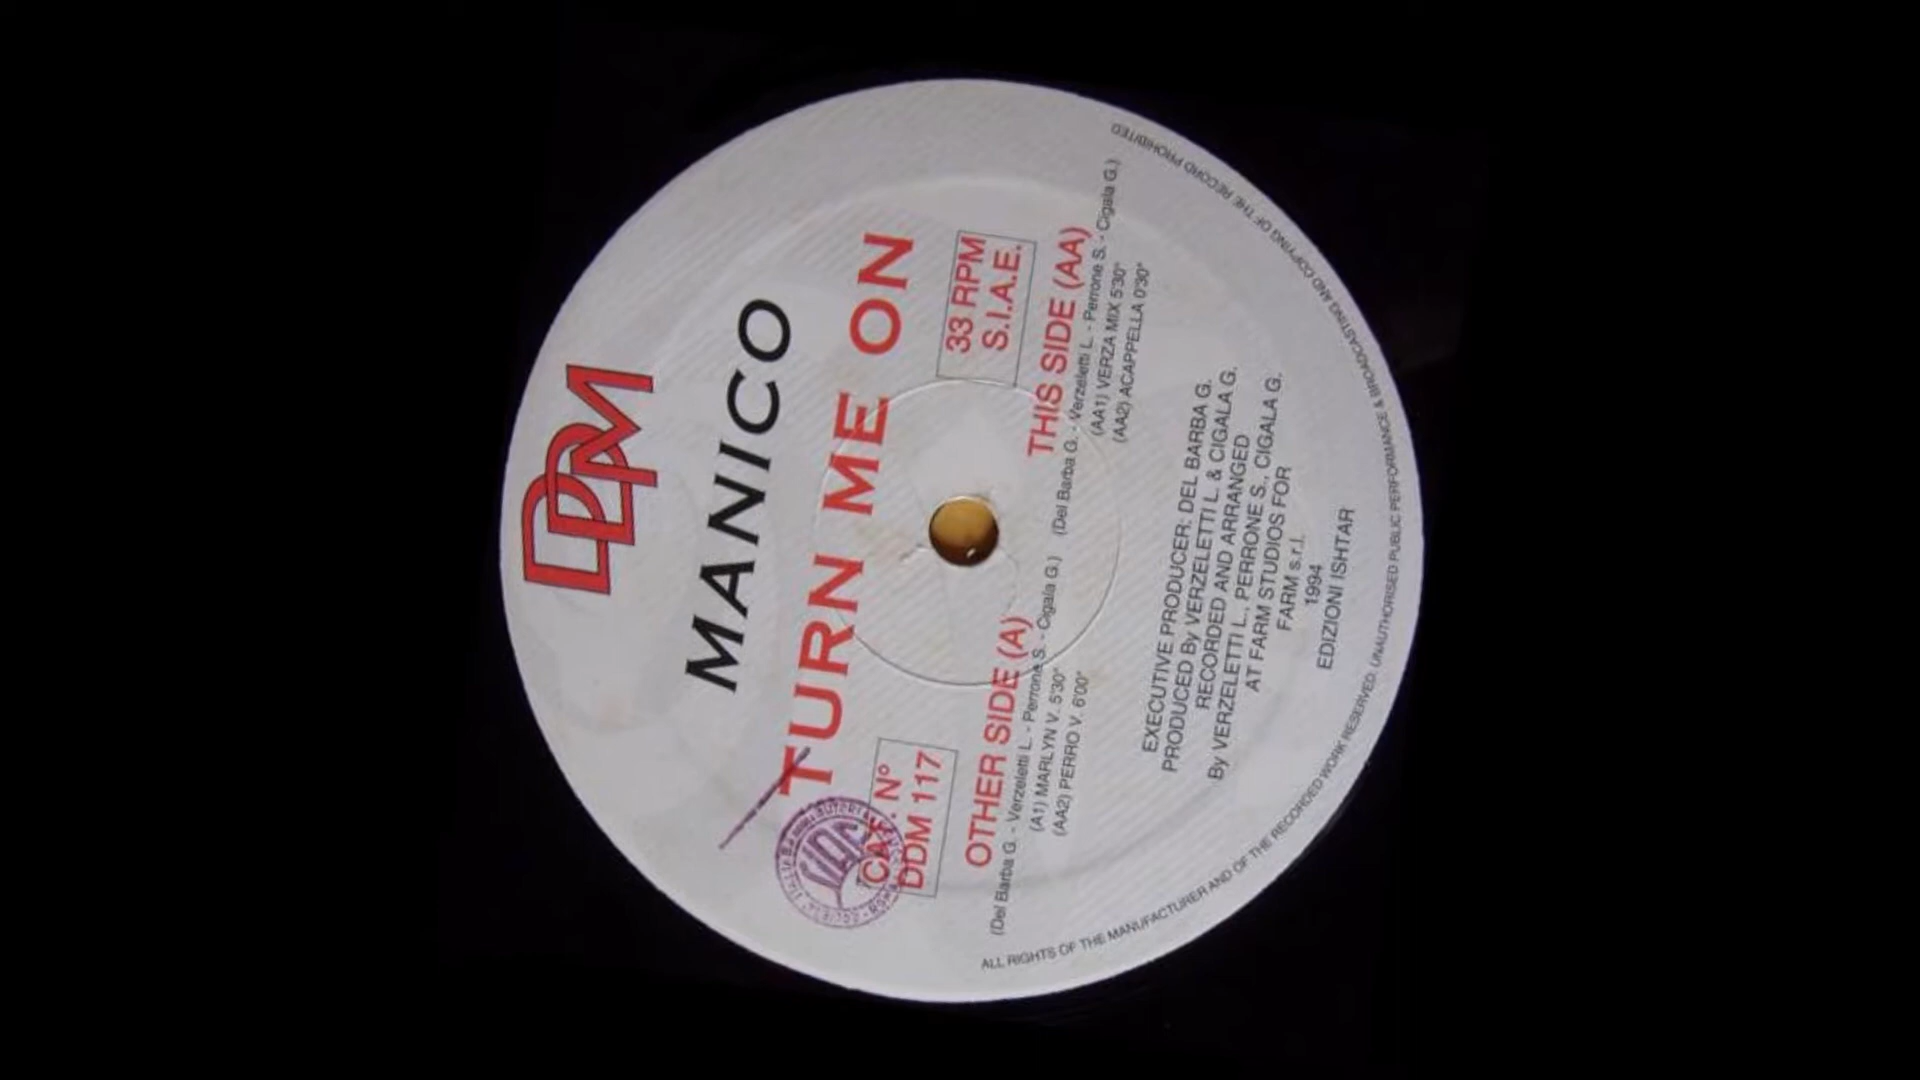 DDM
MANICO
TURN ME ON
CAT. N°
DDM 117
33 RPM
S.I.A.E.
OTHER SIDE (A)
(Del Barba G. - Verzeletti L. - Perrone S. - Cigala G.)
(A1) MARLYN V. 5'30"
(AA2) PERRO V. 6'00"
THIS SIDE (AA)
(Del Barba G. - Verzeletti L. - Perrone S. - Cigala G.)
(AA1) VERZA MIX 5'30"
(AA2) ACAPPELLA 0'30"
EXECUTIVE PRODUCER: DEL BARBA G.
PRODUCED By VERZELETTI L. & CIGALA G.
RECORDED AND ARRANGED
By VERZELETTI L., PERRONE S., CIGALA G.
AT FARM STUDIOS FOR
FARM s.r.l.
1994
EDIZIONI ISHTAR
ALL RIGHTS OF THE MANUFACTURER AND OF THE RECORDED WORK RESERVED. UNAUTHORISED PUBLIC PERFORMANCE & BROADCASTING AND COPYING OF THE RECORD PROHIBITED